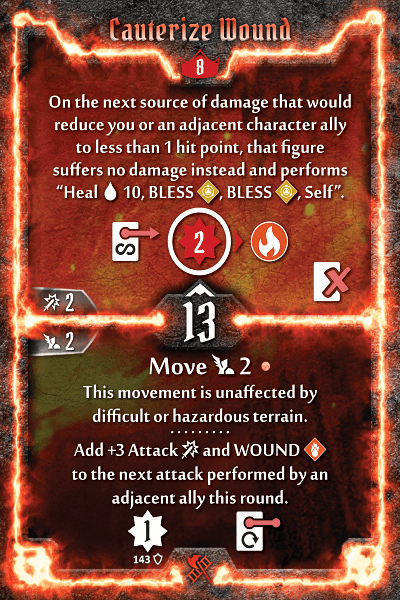 Cauterize Wound
8
On the next source of damage that would
reduce you or an adjacent character ally
to less than 1 hit point, that figure
suffers no damage instead and performs
“Heal 10, BLESS , BLESS , Self”.
S
2
2
13
2
Move 2
This movement is unaffected by
difficult or hazardous terrain.
Add +3 Attack and WOUND
to the next attack performed by an
adjacent ally this round.
1
143